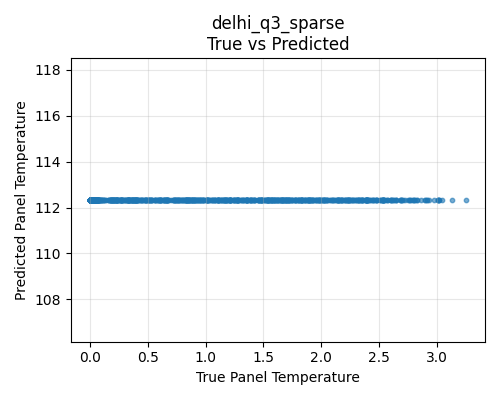 delhi_q3_sparse
True vs Predicted
118
116
114
112
110
108
Predicted Panel Temperature
0.0 0.5 1.0 1.5 2.0 2.5 3.0
True Panel Temperature